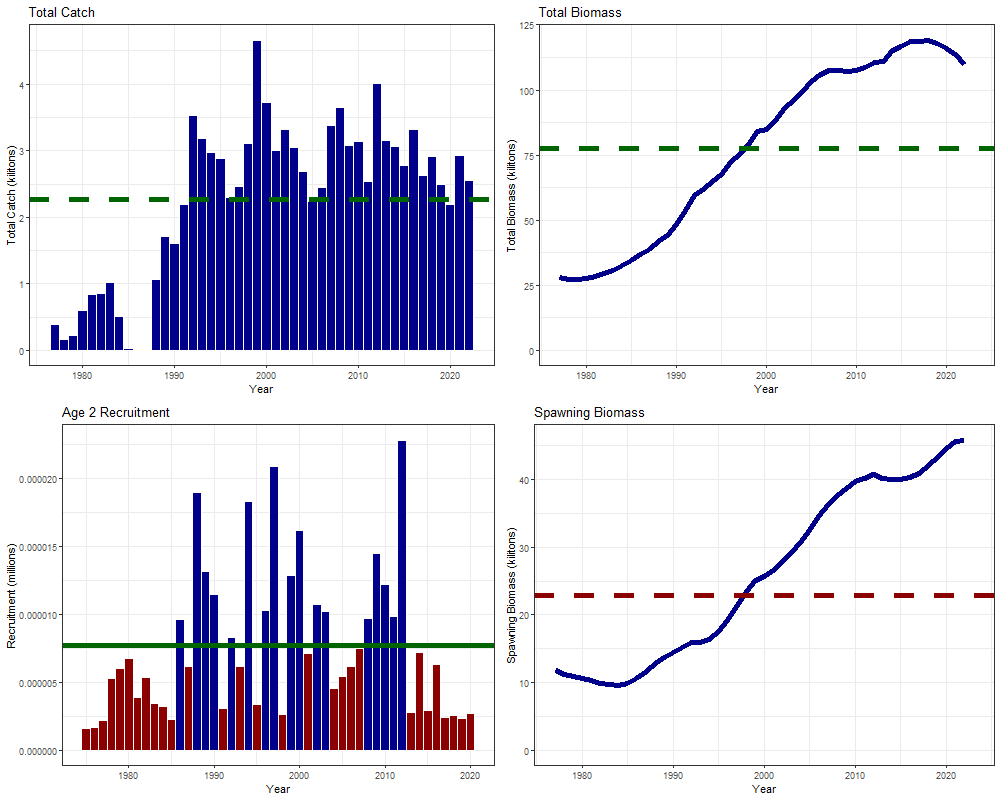 Total Catch
Total Catch (kilitons)
4
3
2
1
0
1980 1990 2000 2010 2020
Year
Total Biomass
Total Biomass (kilitons)
125
100
75
50
25
0
1980 1990 2000 2010 2020
Year
Age 2 Recruitment
Recruitment (millions)
0.000020
0.000015
0.000010
0.000005
0.000000
1980 1990 2000 2010 2020
Year
Spawning Biomass
Spawning Biomass (kilitons)
40
30
20
10
0
1980 1990 2000 2010 2020
Year